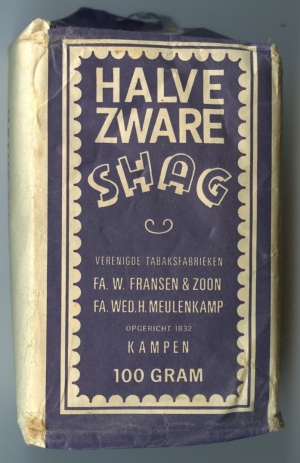 HALVE
ZWARE
SHAG
VERENIGDE TABAKSFABRIEKEN
FA. W. FRANSEN & ZOON
FA. WED. H. MEULENKAMP
OPGERICHT 1832
KAMPEN
100 GRAM